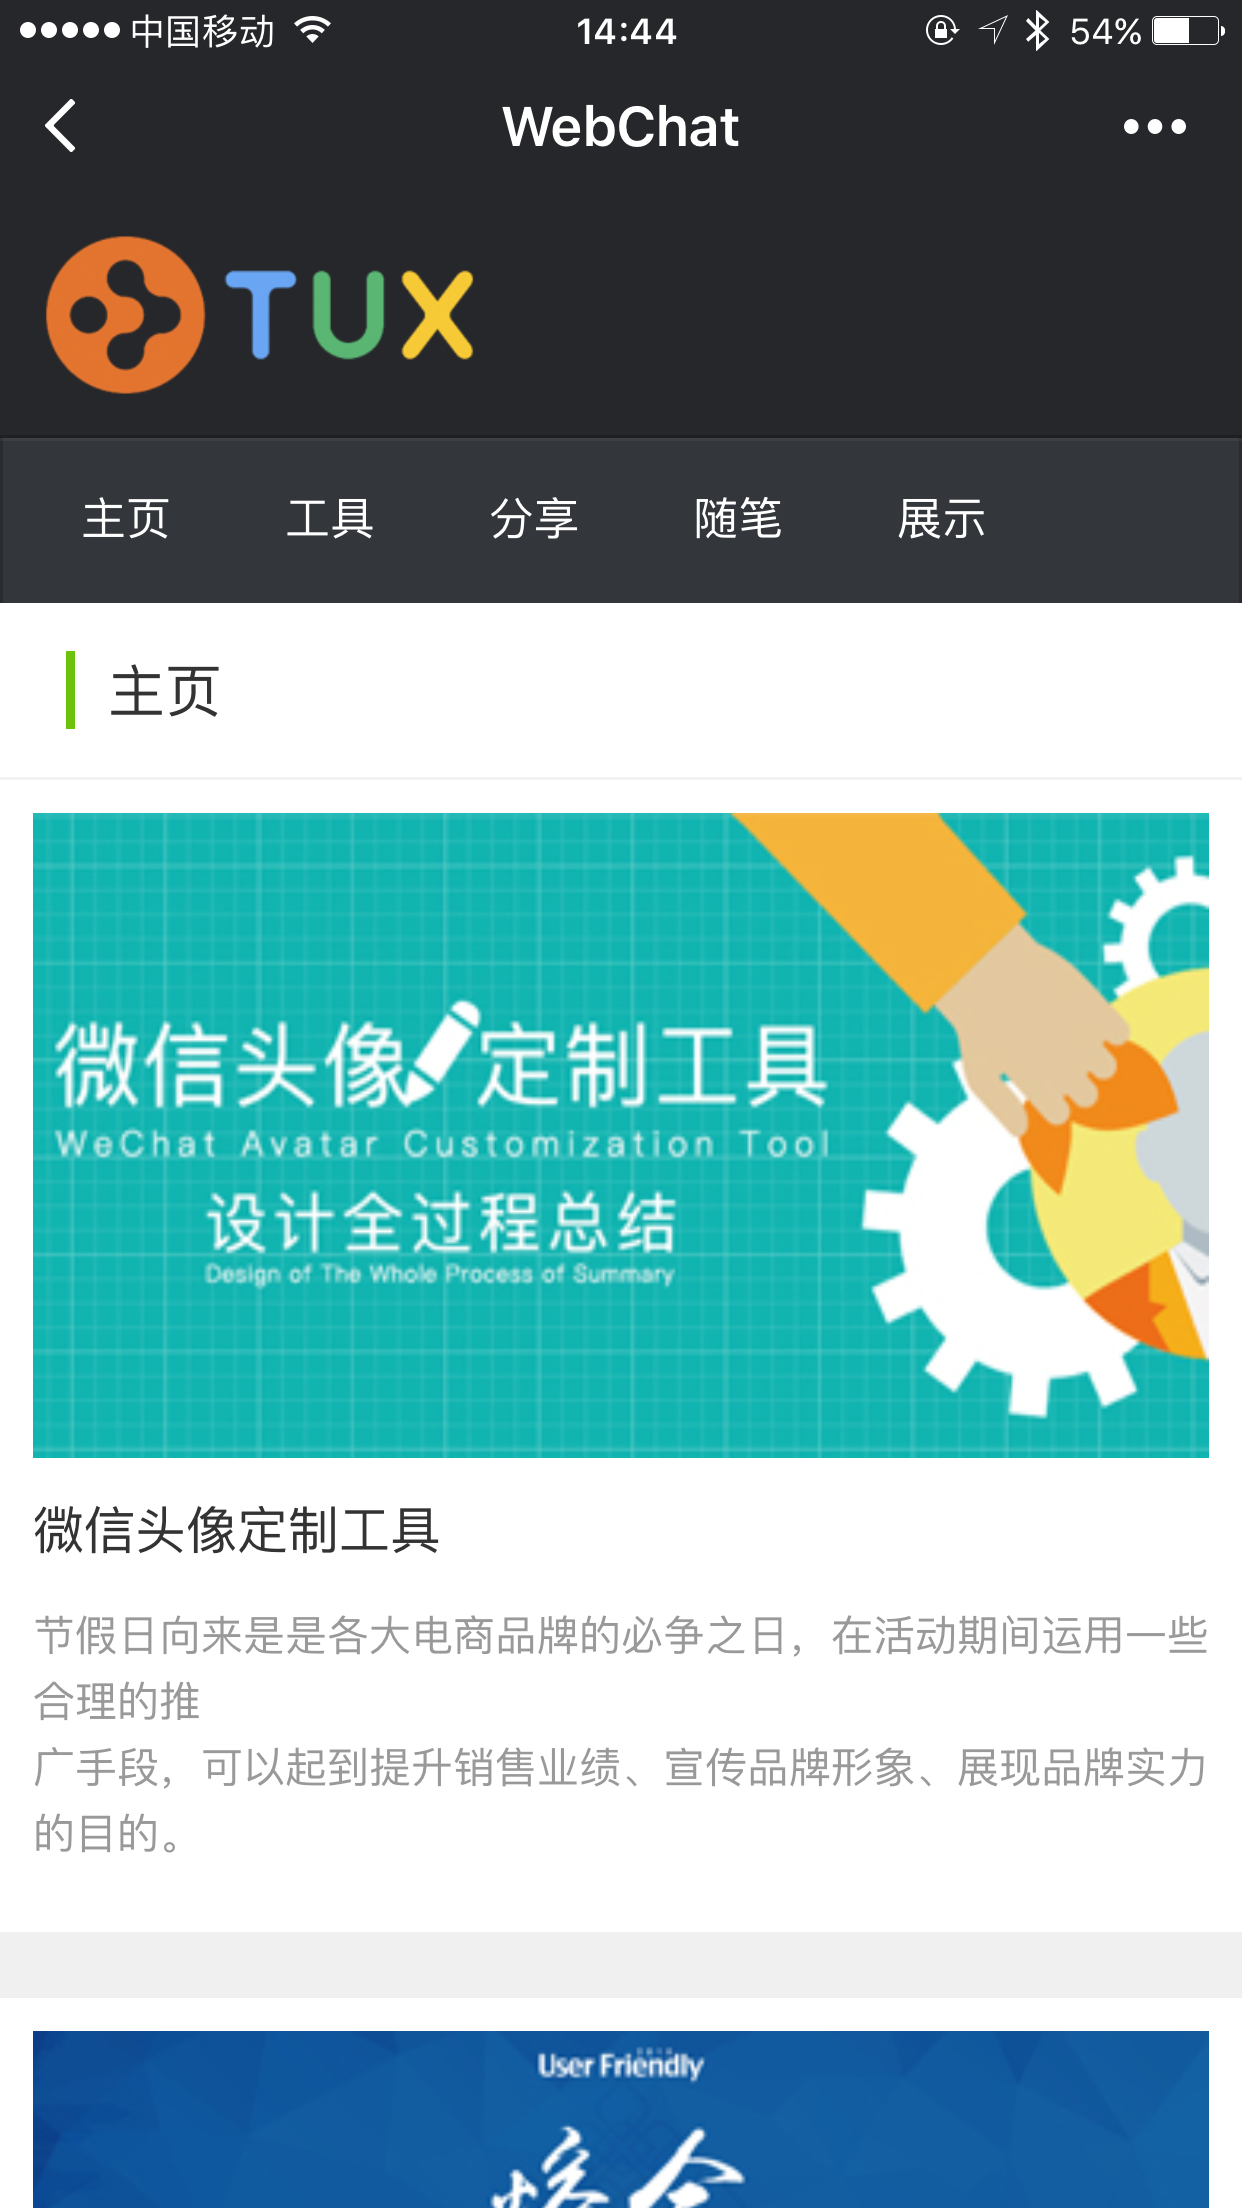 中国移动
14:44
54%
WebChat
TUX
主页
工具
分享
随笔
展示
主页
微信头像定制工具
WeChat Avatar Customization Tool
设计全过程总结
Design of The Whole Process of Summary
微信头像定制工具
节假日向来是是各大电商品牌的必争之日，在活动期间运用一些
合理的推
广手段，可以起到提升销售业绩、宣传品牌形象、展现品牌实力
的目的。
User Friendly